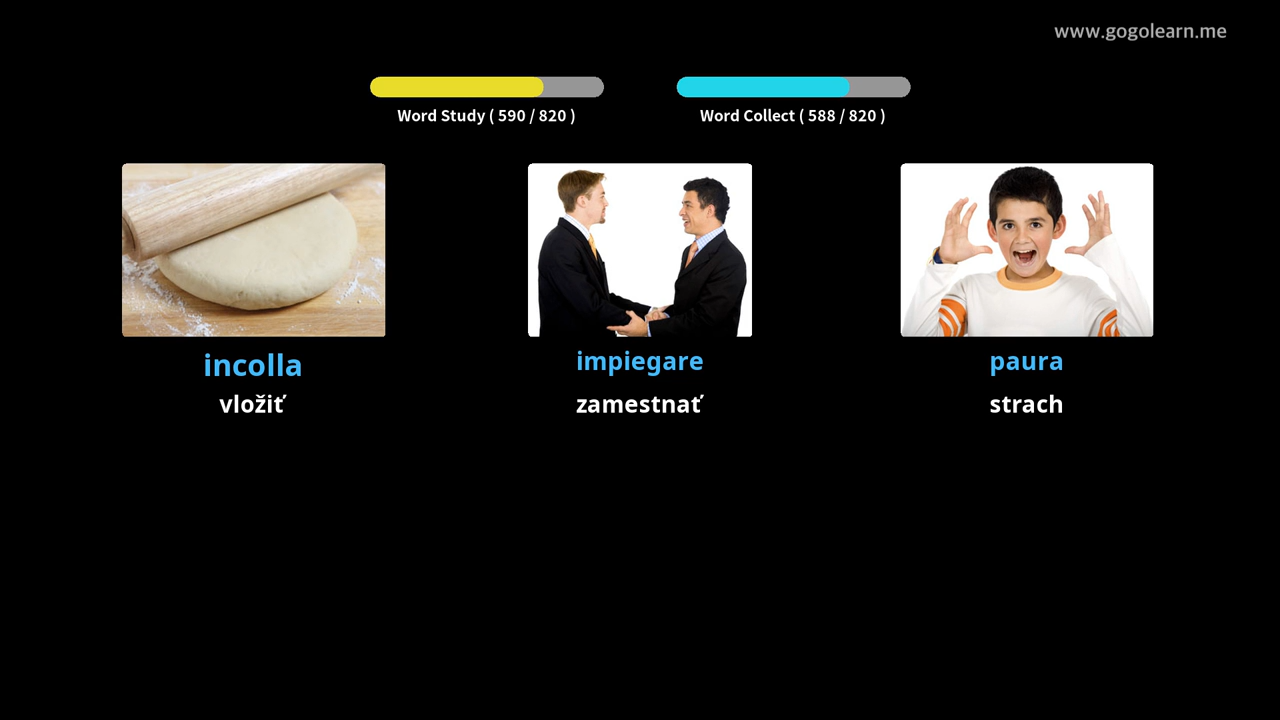 www.gogolearn.me
Word Study ( 590 / 820 )
Word Collect ( 588 / 820 )
incolla
impiegare
paura
vložiť
zamestnať
strach